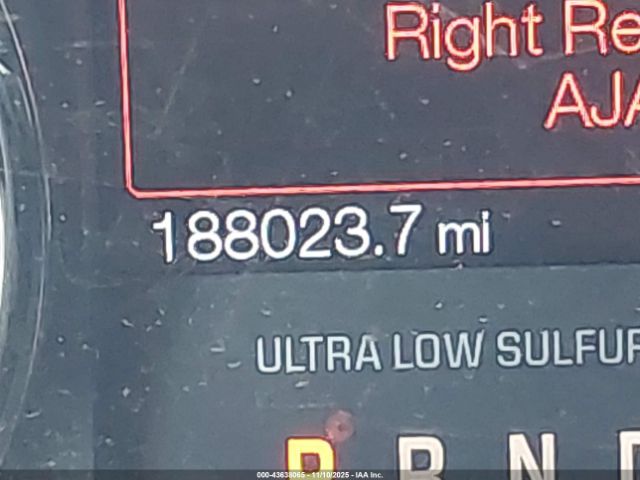 Right Re
AJA
188023.7 mi
ULTRA LOW SULFUR
P R N D
000-43638065 - 11/10/2025 - IAA Inc.